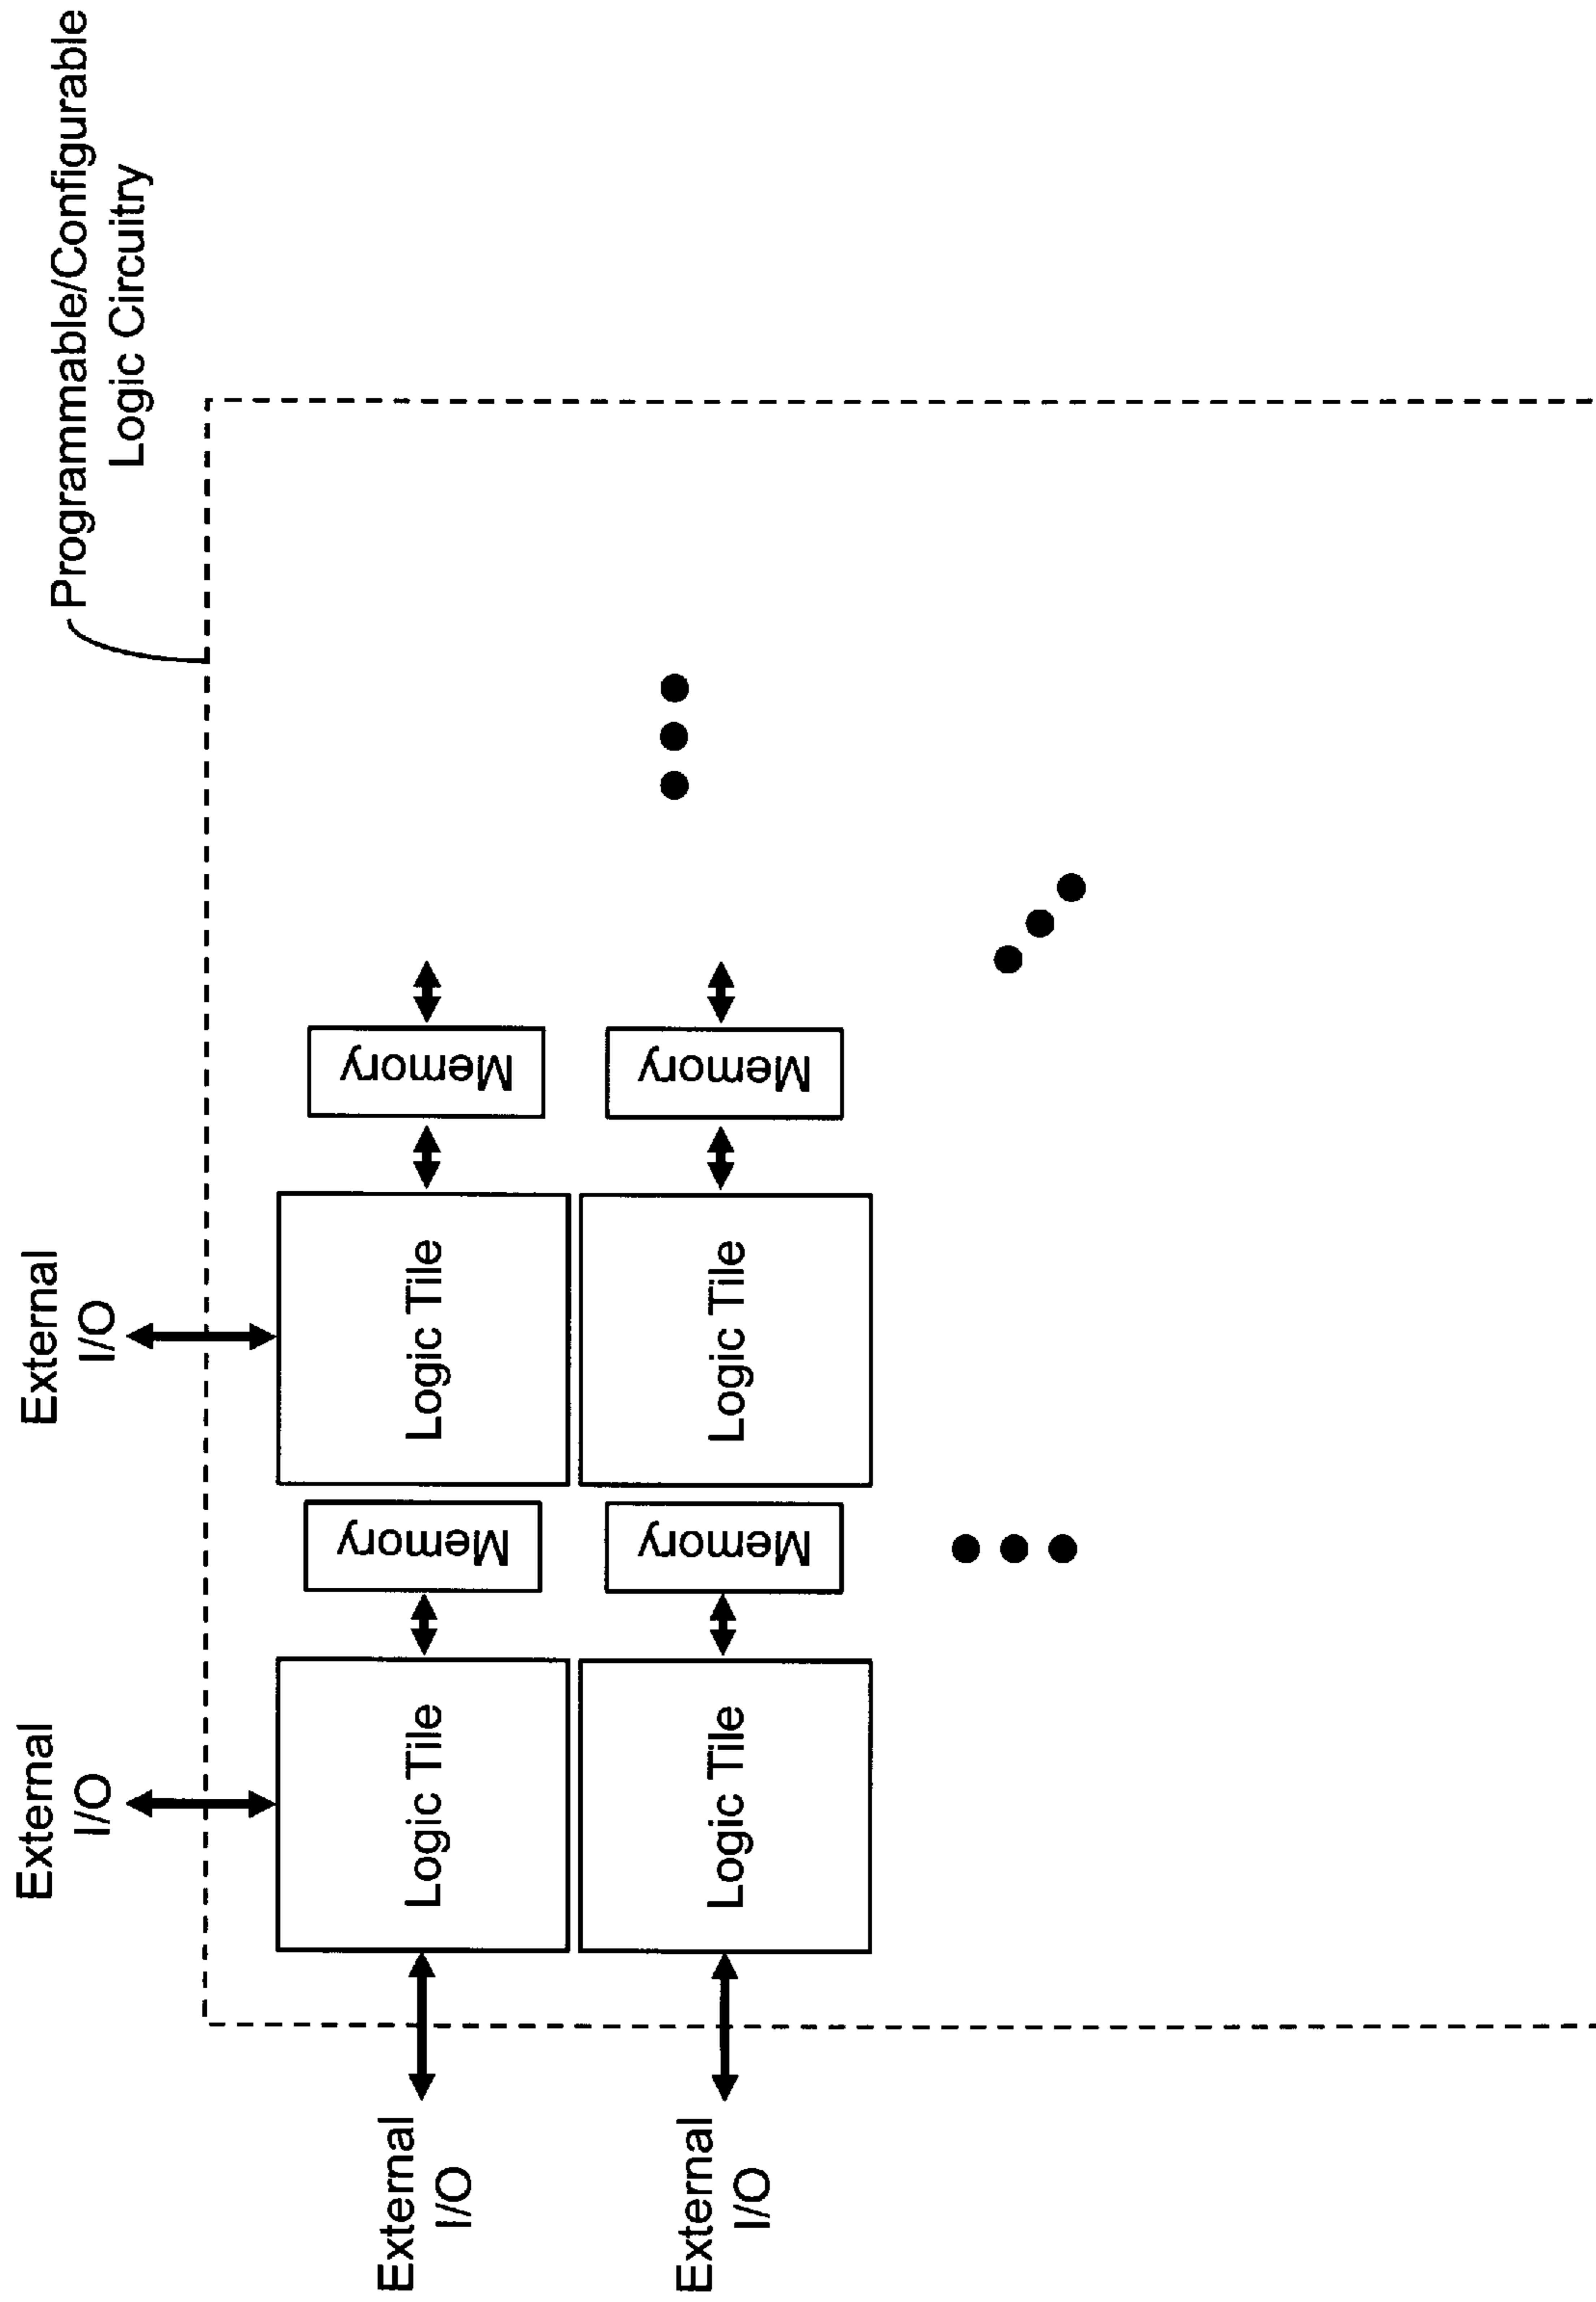 Programmable/Configurable
Logic Circuitry
External
I/O
External
I/O
External
I/O
Logic Tile
Memory
Logic Tile
Memory
External
I/O
Logic Tile
Memory
Logic Tile
Memory